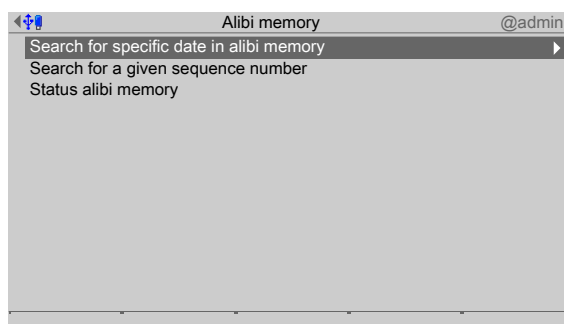 Alibi memory @admin
Search for specific date in alibi memory
Search for a given sequence number
Status alibi memory